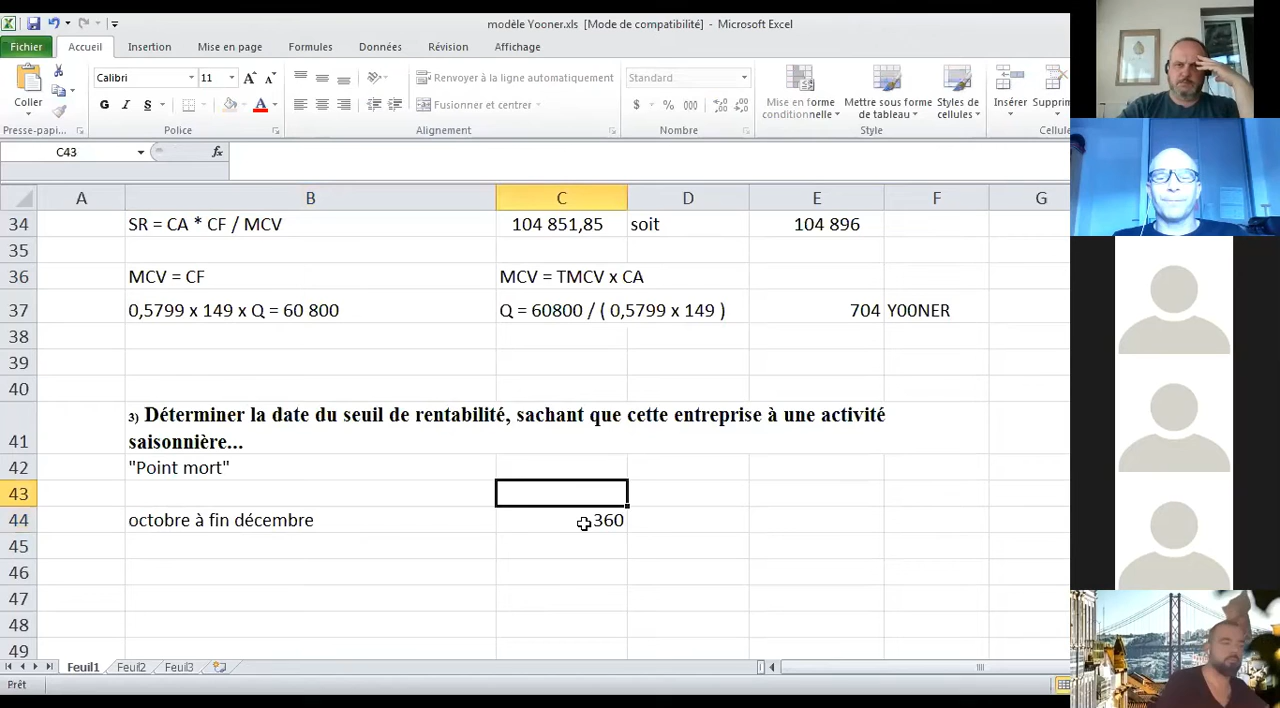 modèle Yooner.xls [Mode de compatibilité] - Microsoft Excel
Fichier Accueil Insertion Mise en page Formules Données Révision Affichage
Calibri 11 Renvoyer à la ligne automatiquement Standard
Coller G I S Fusionner et centrer $ % 000 Mise en forme conditionnelle Mettre sous forme de tableau Styles de cellules Insérer Supprim
Presse-papi... Police Alignement Nombre Style Cellule
C43 fx
A B C D E F G
34 SR = CA * CF / MCV 104 851,85 soit 104 896
35
36 MCV = CF MCV = TMCV x CA
37 0,5799 x 149 x Q = 60 800 Q = 60800 / ( 0,5799 x 149 ) 704 Y00NER
38
39
40
3) Déterminer la date du seuil de rentabilité, sachant que cette entreprise à une activité
41 saisonnière...
42 "Point mort"
43
44 octobre à fin décembre 360
45
46
47
48
49
Feuil1 Feuil2 Feuil3
Prêt